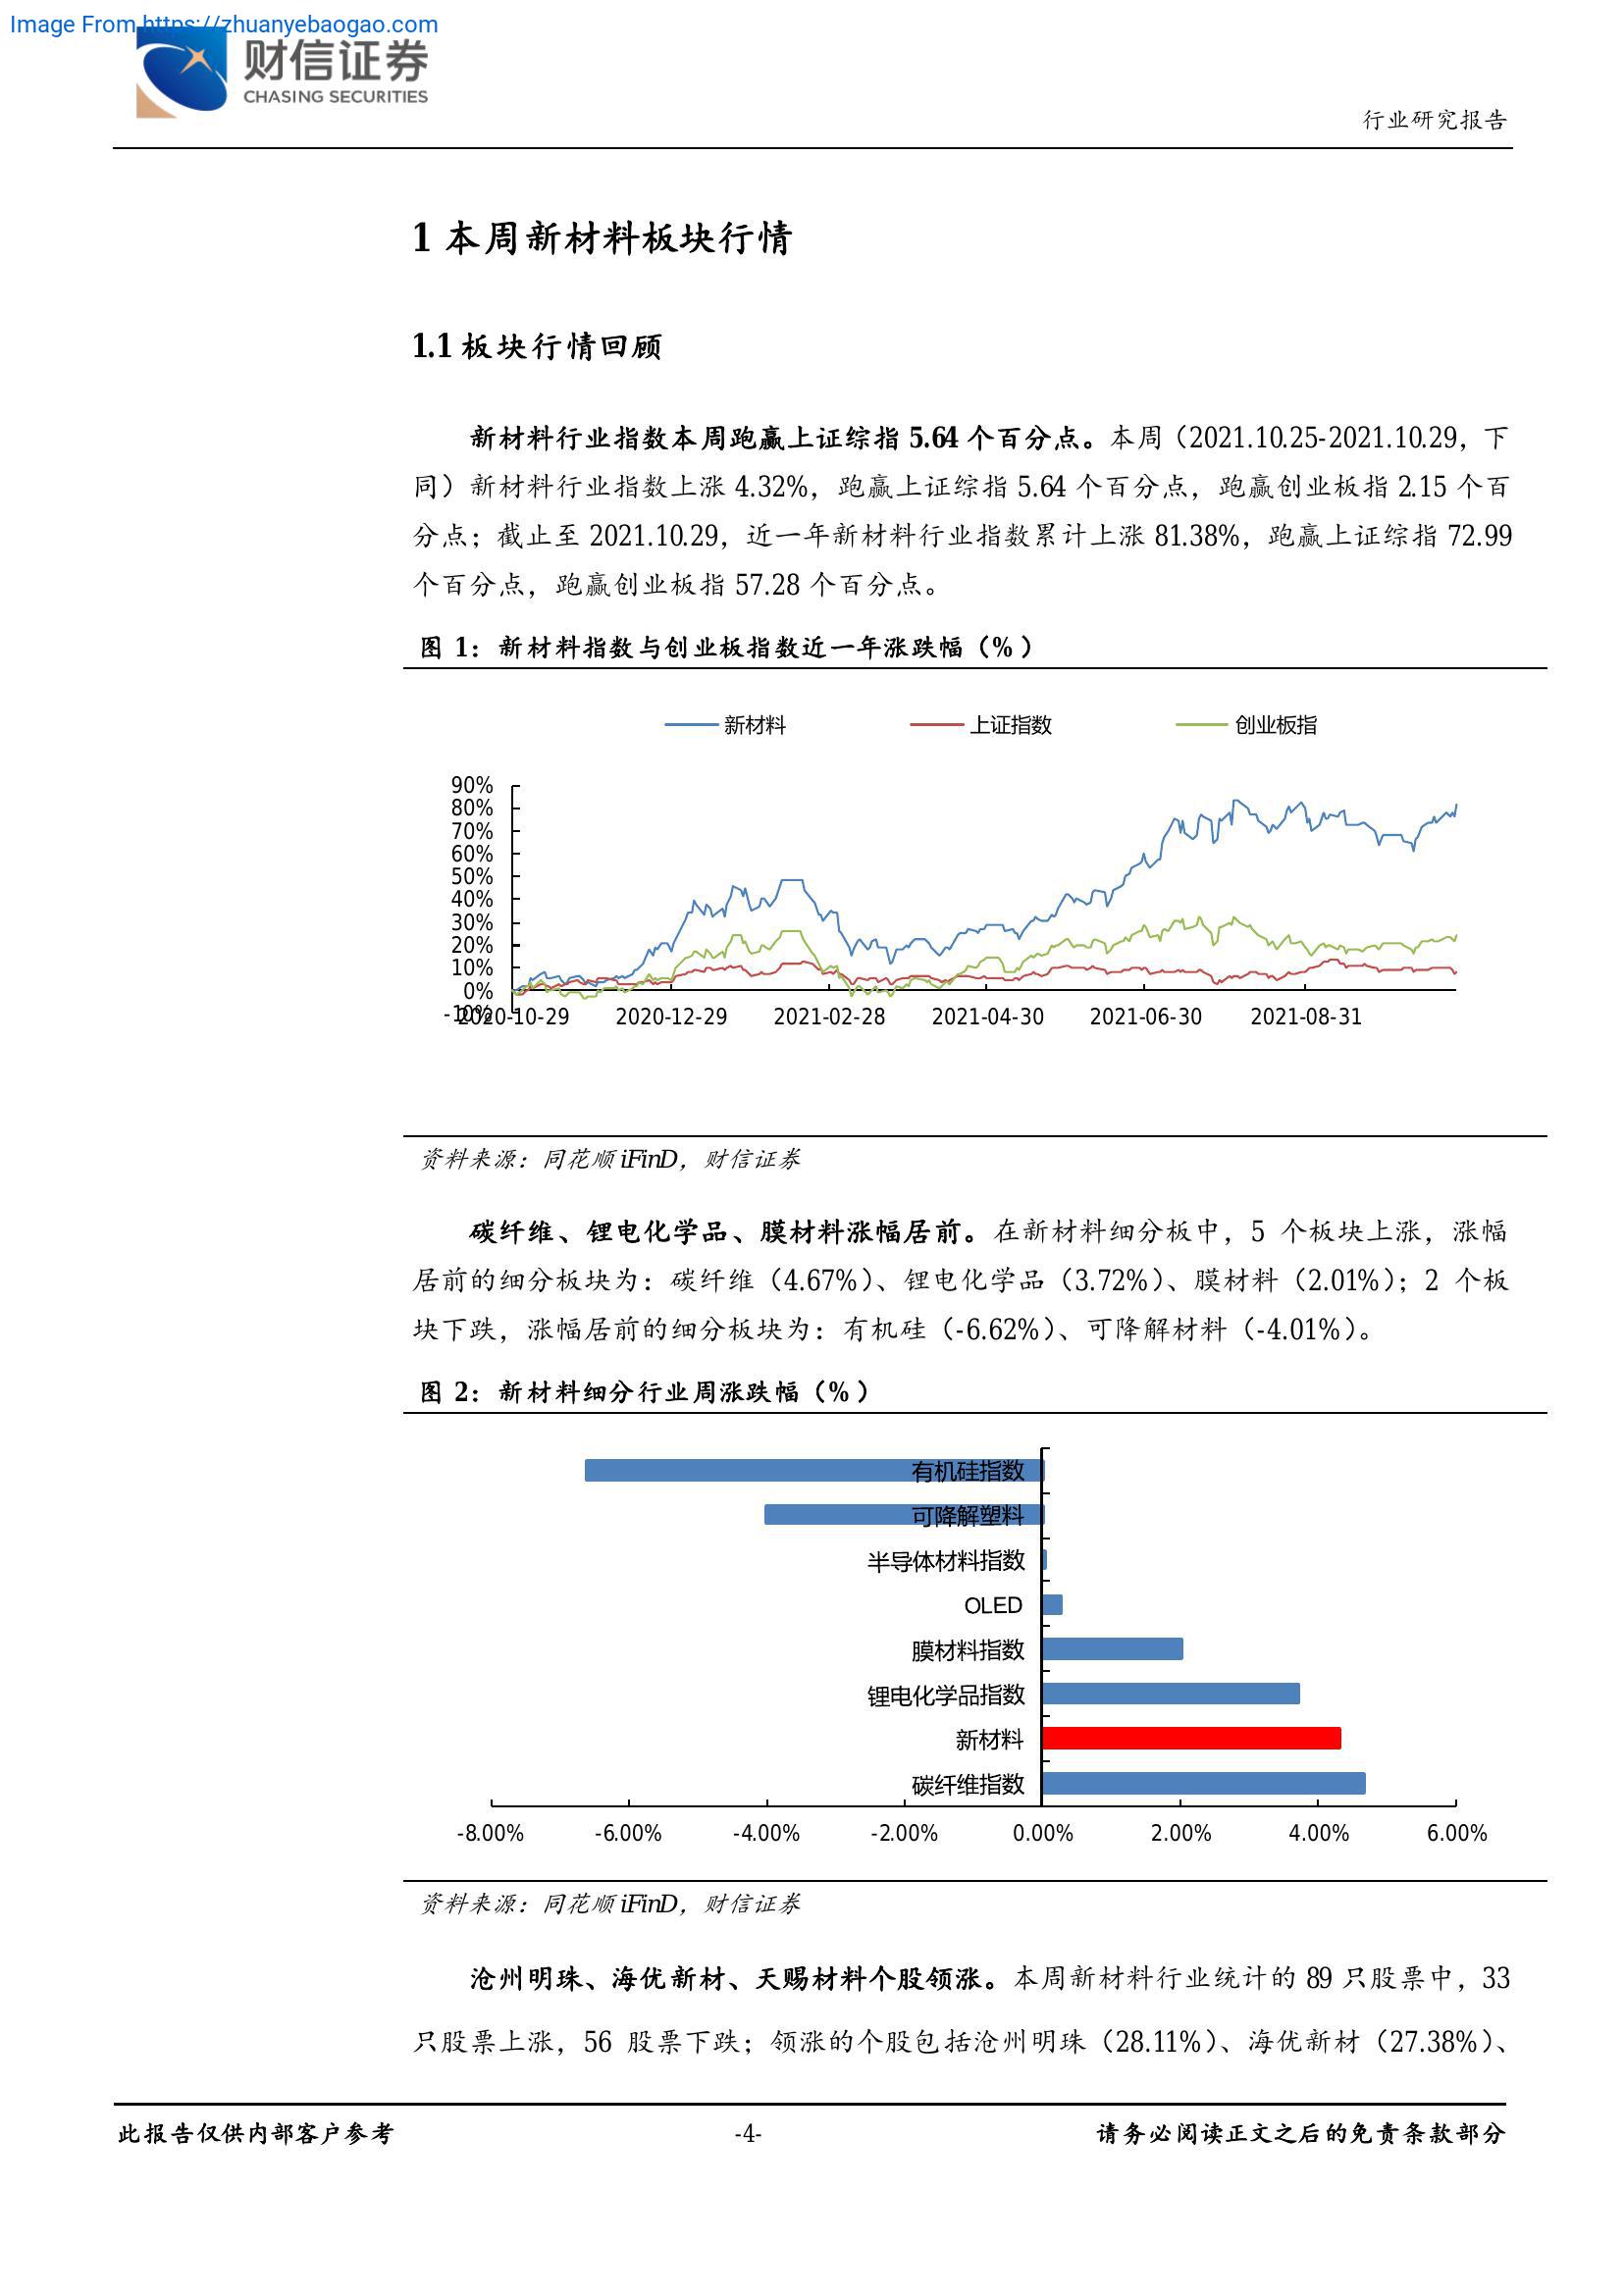 Image From https://zhuanyebaogao.com
财信证券
CHASING SECURITIES
行业研究报告
1 本周新材料板块行情
1.1 板块行情回顾
新材料行业指数本周跑赢上证综指 5.64 个百分点。本周（2021.10.25-2021.10.29，下
同）新材料行业指数上涨 4.32%，跑赢上证综指 5.64 个百分点，跑赢创业板指 2.15 个百
分点；截止至 2021.10.29，近一年新材料行业指数累计上涨 81.38%，跑赢上证综指 72.99
个百分点，跑赢创业板指 57.28 个百分点。
图 1：新材料指数与创业板指数近一年涨跌幅（%）
新材料 上证指数 创业板指
90%
80%
70%
60%
50%
40%
30%
20%
10%
0%
-10%
2020-10-29 2020-12-29 2021-02-28 2021-04-30 2021-06-30 2021-08-31
资料来源：同花顺 iFinD，财信证券
碳纤维、锂电化学品、膜材料涨幅居前。在新材料细分板中，5 个板块上涨，涨幅
居前的细分板块为：碳纤维（4.67%）、锂电化学品（3.72%）、膜材料（2.01%）；2 个板
块下跌，涨幅居前的细分板块为：有机硅（-6.62%）、可降解材料（-4.01%）。
图 2：新材料细分行业周涨跌幅（%）
有机硅指数
可降解塑料
半导体材料指数
OLED
膜材料指数
锂电化学品指数
新材料
碳纤维指数
-8.00% -6.00% -4.00% -2.00% 0.00% 2.00% 4.00% 6.00%
资料来源：同花顺 iFinD，财信证券
沧州明珠、海优新材、天赐材料个股领涨。本周新材料行业统计的 89 只股票中，33
只股票上涨，56 股票下跌；领涨的个股包括沧州明珠（28.11%）、海优新材（27.38%）、
此报告仅供内部客户参考 -4- 请务必阅读正文之后的免责条款部分